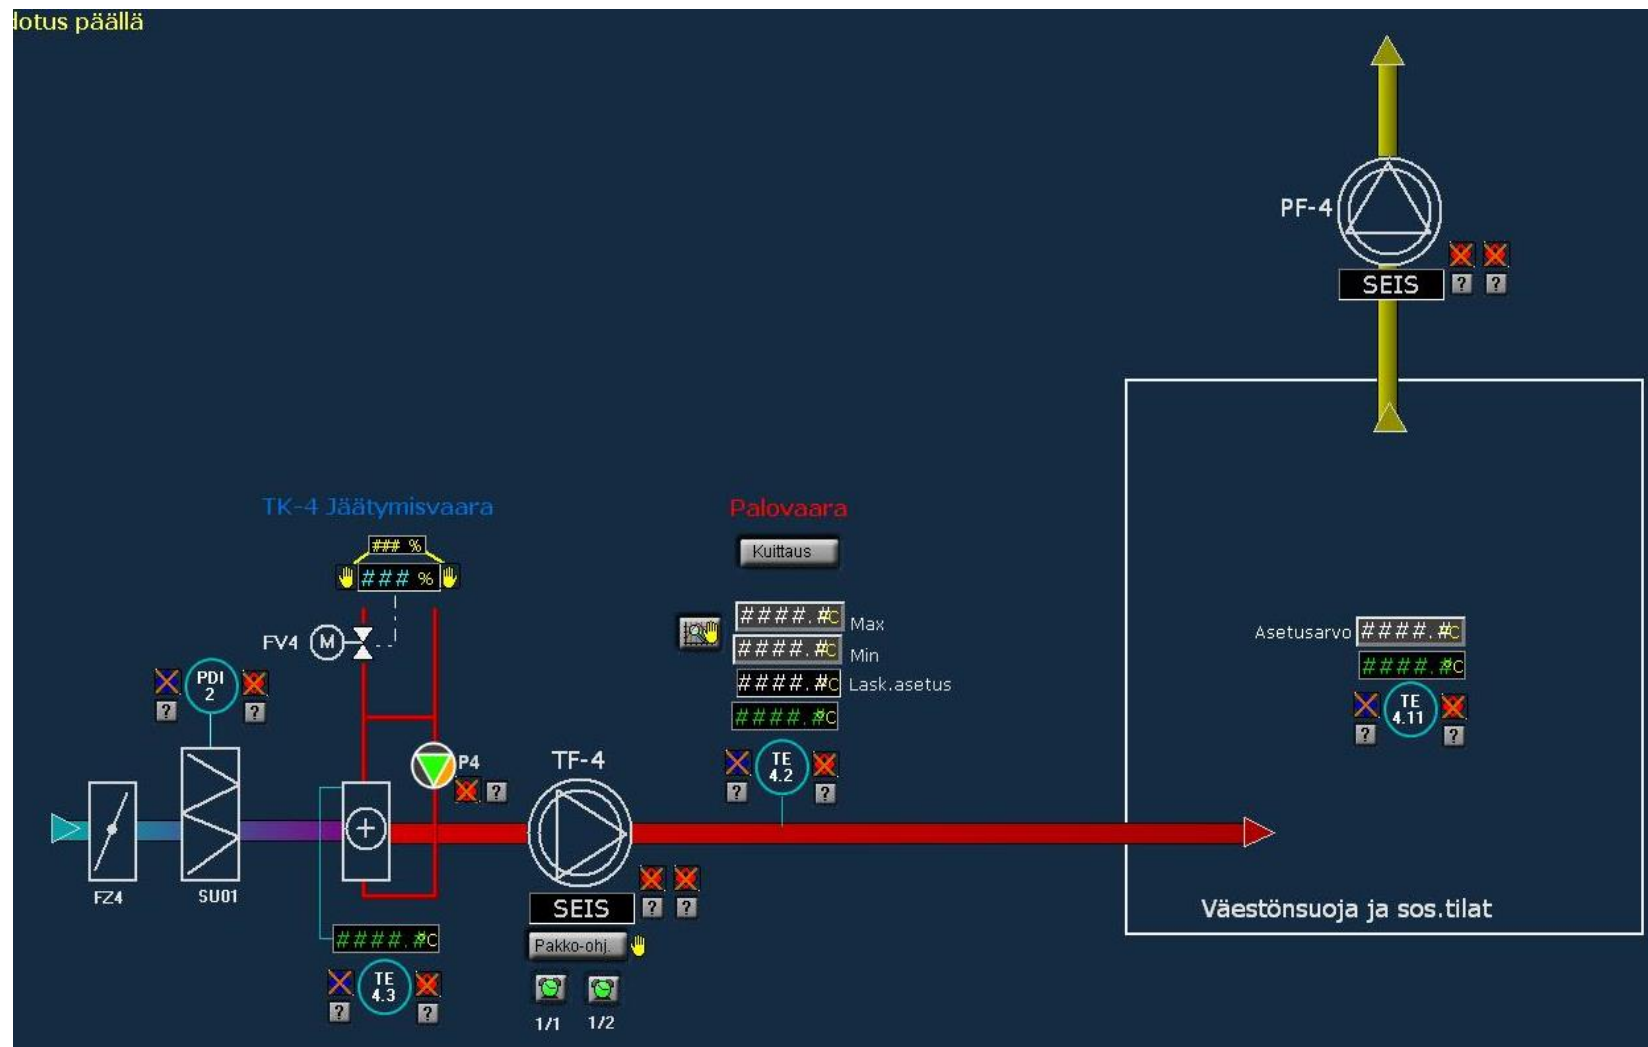 dotus päällä
PF-4
SEIS
? ?
TK-4 Jäätymisvaara
Palovaara
### %
Kuittaus
### %
####.#C Max
####.#C Min
####.#C Lask.asetus
####.#C
Asetusarvo ####.#C
####.#C
FV4 M
PDI
2
? ?
TE
4.11
? ?
P4
?
TF-4
TE
4.2
? ?
FZ4
SU01
SEIS
? ?
Väestönsuoja ja sos.tilat
####.#C
Pakko-ohj.
TE
4.3
? ?
1/1 1/2